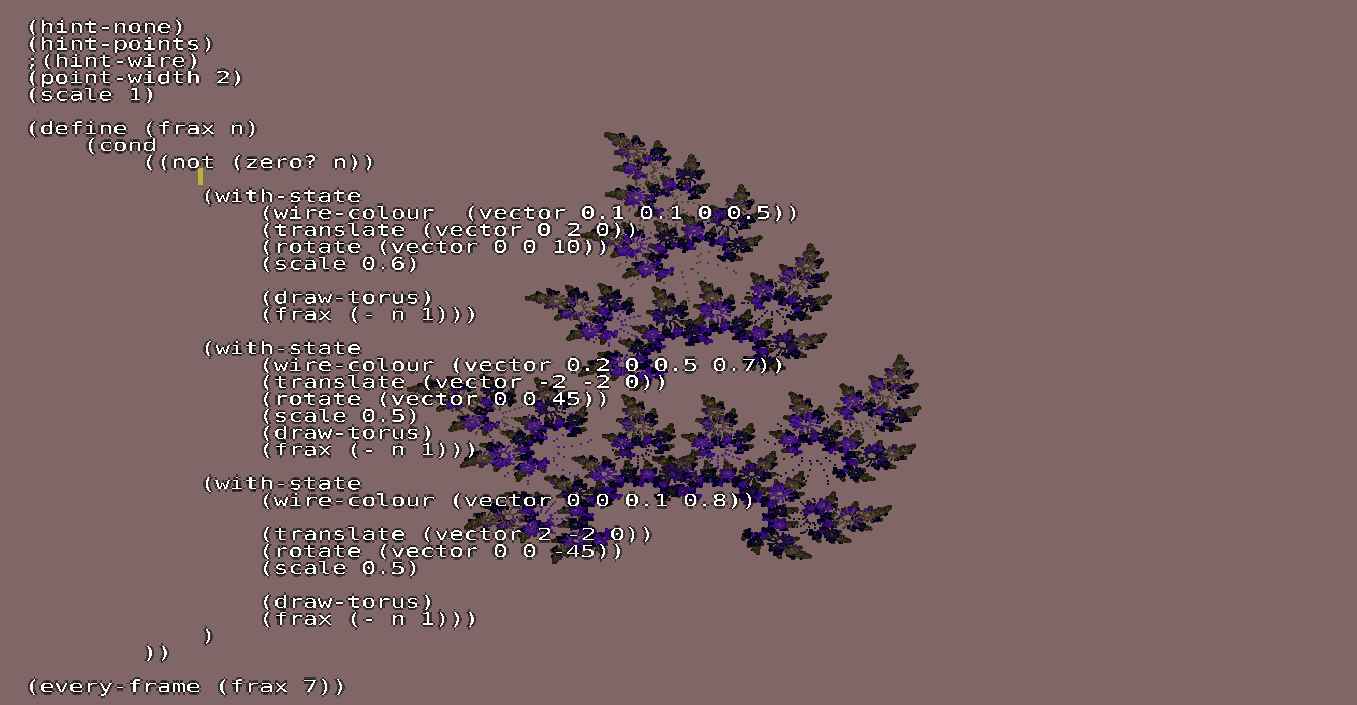 (hint-none)
(hint-points)
;(hint-wire)
(point-width 2)
(scale 1)
(define (frax n)
(cond
((not (zero? n))
(with-state
(wire-colour  (vector 0.1 0.1 0 0.5))
(translate (vector 0 2 0))
(rotate (vector 0 0 10))
(scale 0.6)
(draw-torus)
(frax (- n 1)))
(with-state
(wire-colour (vector 0.2 0 0.5 0.7))
(translate (vector -2 -2 0))
(rotate (vector 0 0 45))
(scale 0.5)
(draw-torus)
(frax (- n 1)))
(with-state
(wire-colour (vector 0 0 0.1 0.8))
(translate (vector 2 -2 0))
(rotate (vector 0 0 -45))
(scale 0.5)
(draw-torus)
(frax (- n 1)))
)
))
(every-frame (frax 7))